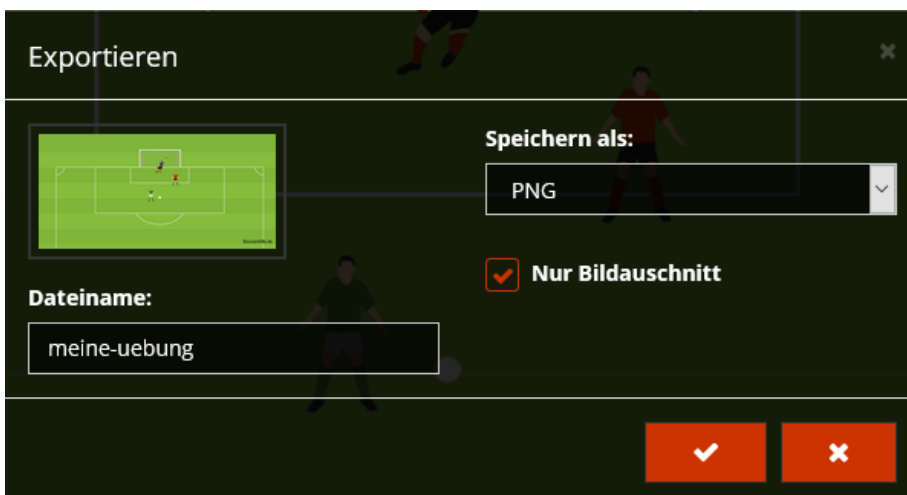 Exportieren
Speichern als:
PNG
Nur Bildauschnitt
Dateiname:
meine-uebung